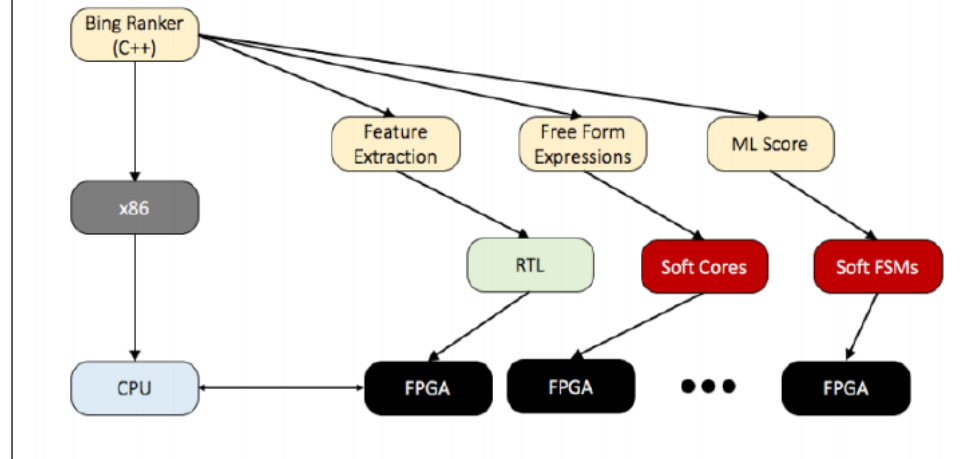 Bing Ranker
(C++)
Feature
Extraction
Free Form
Expressions
ML Score
x86
RTL
Soft Cores
Soft FSMs
CPU
FPGA
FPGA
FPGA